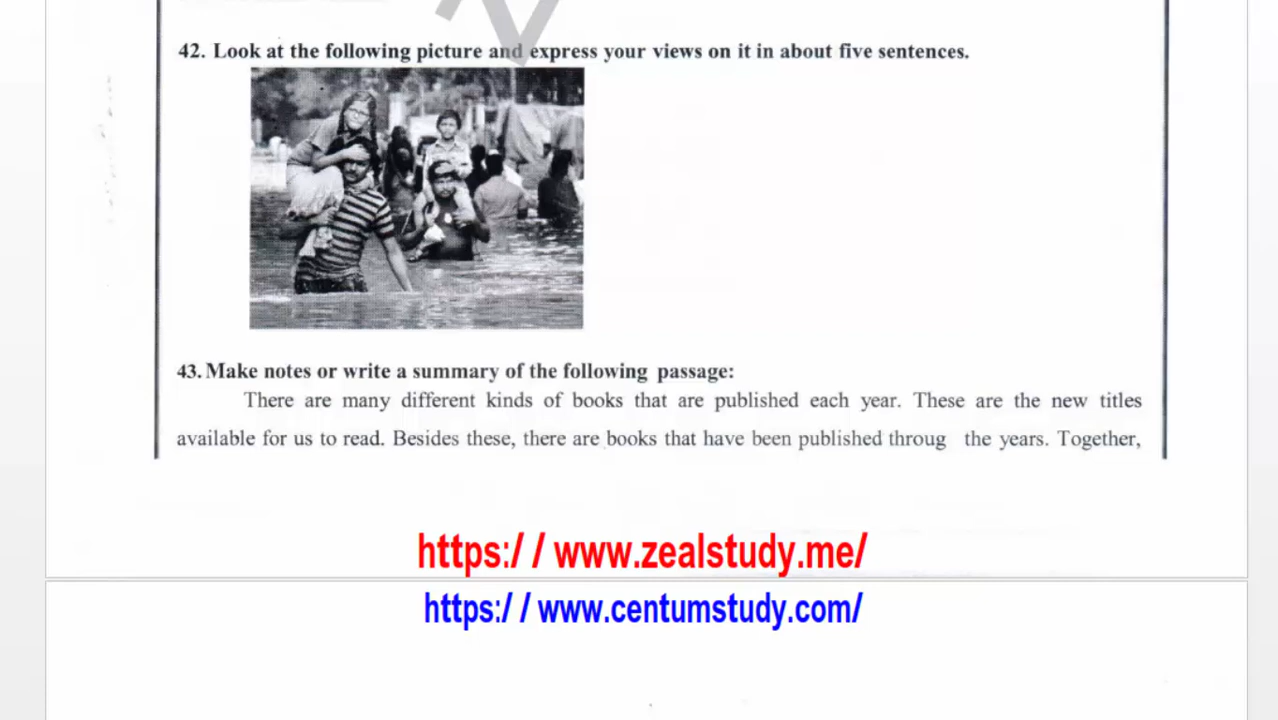 42. Look at the following picture and express your views on it in about five sentences.
43. Make notes or write a summary of the following passage:
There are many different kinds of books that are published each year. These are the new titles
available for us to read. Besides these, there are books that have been published throug the years. Together,
https://www.zealstudy.me/
https://www.centumstudy.com/